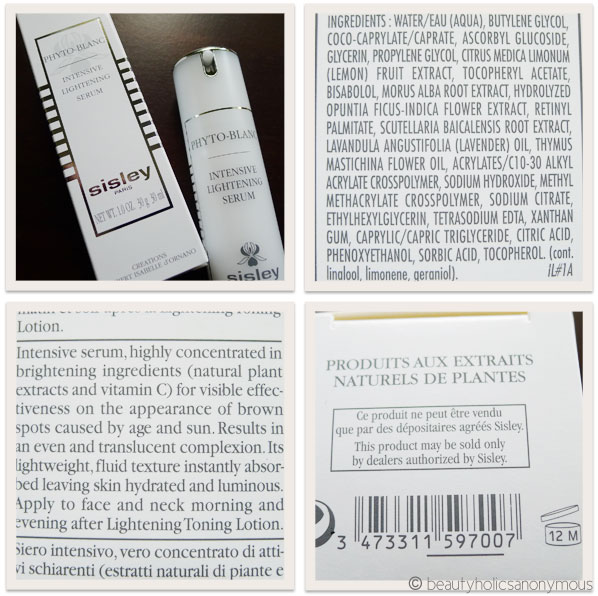 PHYTO-BLANC
INTENSIVE
LIGHTENING
SERUM
sisley
PARIS
NET WT. 1.0 OZ. 30 g 30 ml
CREATIONS
ISABELLE d'ORNANO
PHYTO-BLANC
INTENSIVE
LIGHTENING
SERUM
sisley
INGREDIENTS : WATER/EAU (AQUA), BUTYLENE GLYCOL,
COCO-CAPRYLATE/CAPRATE, ASCORBYL GLUCOSIDE,
GLYCERIN, PROPYLENE GLYCOL, CITRUS MEDICA LIMONUM
(LEMON) FRUIT EXTRACT, TOCOPHERYL ACETATE,
BISABOLOL, MORUS ALBA ROOT EXTRACT, HYDROLYZED
OPUNTIA FICUS-INDICA FLOWER EXTRACT, RETINYL
PALMITATE, SCUTELLARIA BAICALENSIS ROOT EXTRACT,
LAVANDULA ANGUSTIFOLIA (LAVENDER) OIL, THYMUS
MASTICHINA FLOWER OIL, ACRYLATES/C10-30 ALKYL
ACRYLATE CROSSPOLYMER, SODIUM HYDROXIDE, METHYL
METHACRYLATE CROSSPOLYMER, SODIUM CITRATE,
ETHYLHEXYLGLYCERIN, TETRASODIUM EDTA, XANTHAN
GUM, CAPRYLIC/CAPRIC TRIGLYCERIDE, CITRIC ACID,
PHENOXYETHANOL, SORBIC ACID, TOCOPHEROL. (cont.
linalool, limonene, geraniol). IL#1A
Lightening Toning
Lotion.
Intensive serum, highly concentrated in
brightening ingredients (natural plant
extracts and vitamin C) for visible effec-
tiveness on the appearance of brown
spots caused by age and sun. Results in
an even and translucent complexion. Its
lightweight, fluid texture instantly absor-
bed leaving skin hydrated and luminous.
Apply to face and neck morning and
evening after Lightening Toning Lotion.
Siero intensivo, vero concentrato di atti-
vi schiarenti (estratti naturali di piante e
PRODUITS AUX EXTRAITS
NATURELS DE PLANTES
Ce produit ne peut être vendu
que par des dépositaires agréés Sisley.
This product may be sold only
by dealers authorized by Sisley.
3 473311 597007
12 M
© beautyholicsanonymous